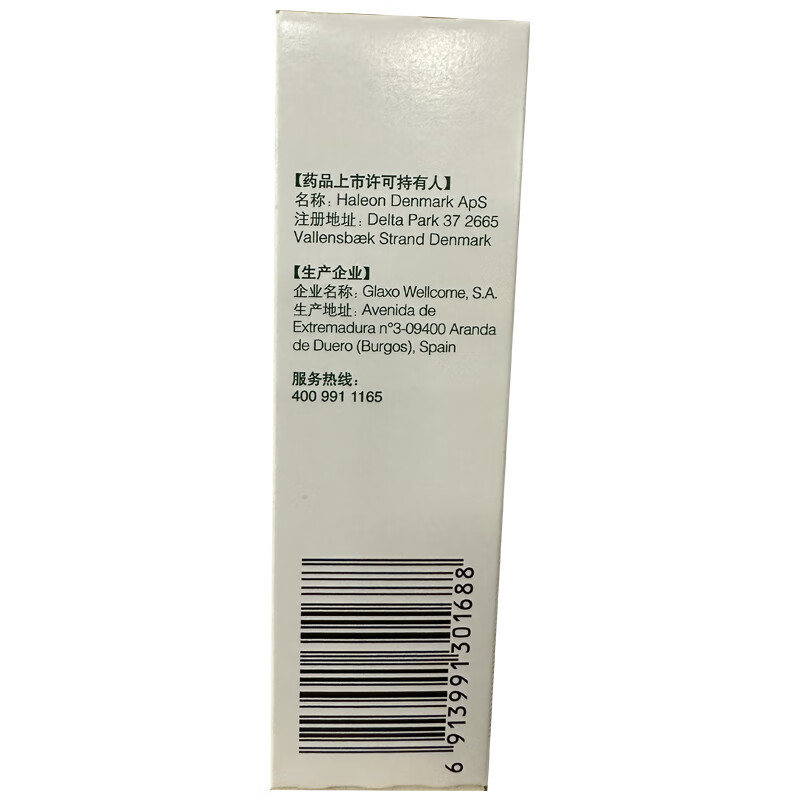 【药品上市许可持有人】
名称：Haleon Denmark ApS
注册地址：Delta Park 37 2665
Vallensbæk Strand Denmark
【生产企业】
企业名称：Glaxo Wellcome, S.A.
生产地址：Avenida de
Extremadura n°3-09400 Aranda
de Duero (Burgos), Spain
服务热线：
400 991 1165
6 913991 301688